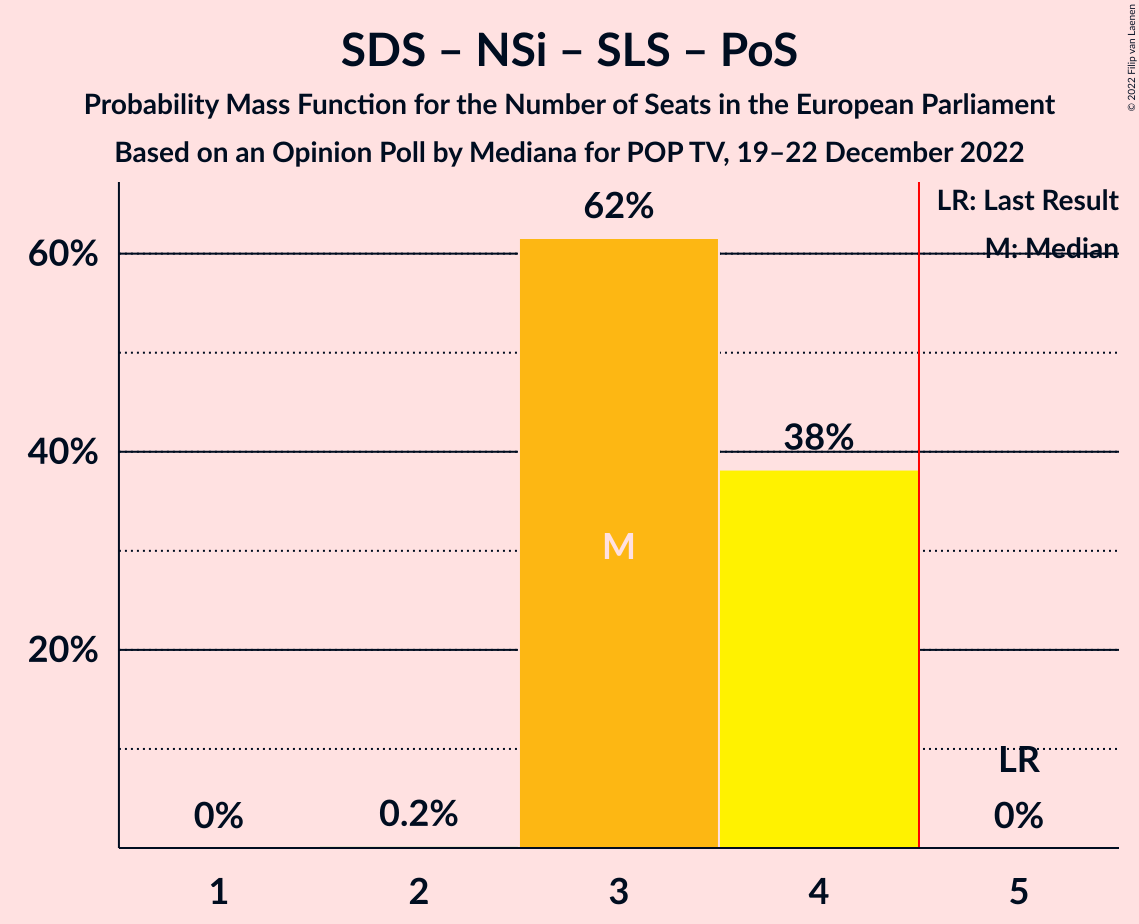 SDS – NSi – SLS – PoS
Probability Mass Function for the Number of Seats in the European Parliament
Based on an Opinion Poll by Mediana for POP TV, 19–22 December 2022
© 2022 Filip van Laenen
LR: Last Result
M: Median
62%
60%
38%
40%
M
20%
LR
0%
0.2%
0%
1
2
3
4
5